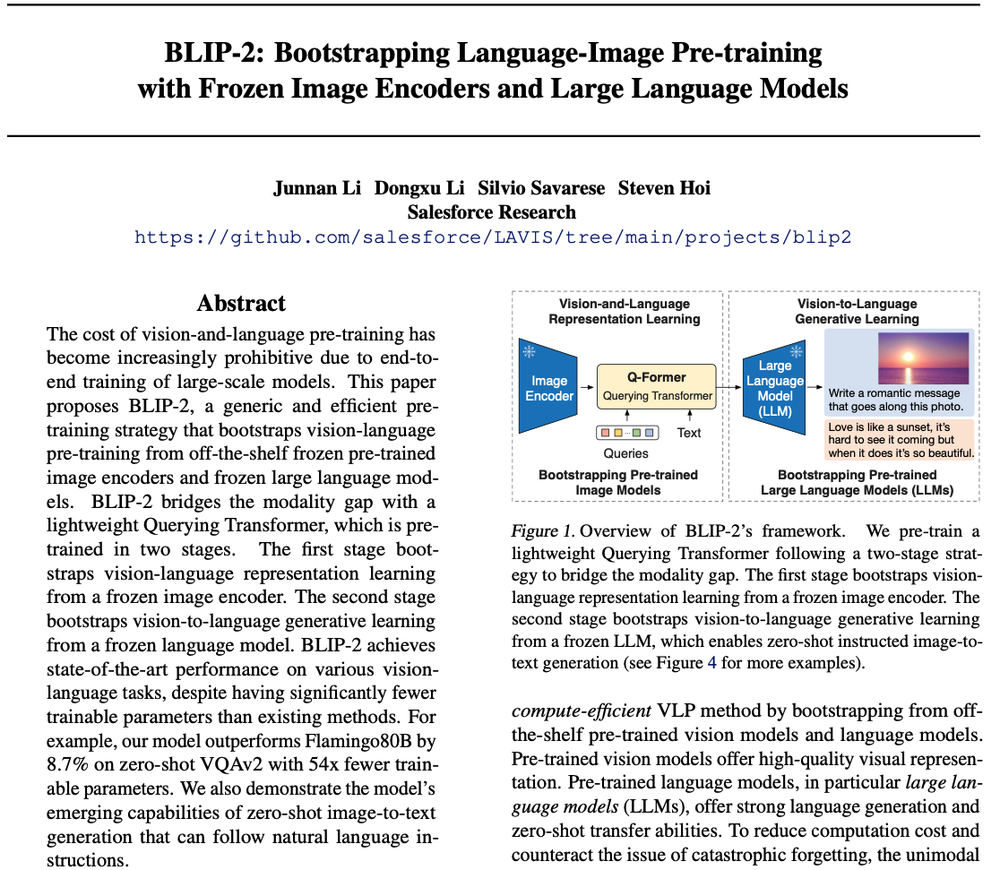 BLIP-2: Bootstrapping Language-Image Pre-training
with Frozen Image Encoders and Large Language Models
Junnan Li Dongxu Li Silvio Savarese Steven Hoi
Salesforce Research
https://github.com/salesforce/LAVIS/tree/main/projects/blip2
Abstract
The cost of vision-and-language pre-training has
become increasingly prohibitive due to end-to-
end training of large-scale models. This paper
proposes BLIP-2, a generic and efficient pre-
training strategy that bootstraps vision-language
pre-training from off-the-shelf frozen pre-trained
image encoders and frozen large language mod-
els. BLIP-2 bridges the modality gap with a
lightweight Querying Transformer, which is pre-
trained in two stages. The first stage boot-
straps vision-language representation learning
from a frozen image encoder. The second stage
bootstraps vision-to-language generative learning
from a frozen language model. BLIP-2 achieves
state-of-the-art performance on various vision-
language tasks, despite having significantly fewer
trainable parameters than existing methods. For
example, our model outperforms Flamingo80B by
8.7% on zero-shot VQAv2 with 54x fewer train-
able parameters. We also demonstrate the model's
emerging capabilities of zero-shot image-to-text
generation that can follow natural language in-
structions.
Vision-and-Language
Representation Learning
Image
Encoder
Q-Former
Querying Transformer
...
Queries
Text
Bootstrapping Pre-trained
Image Models
Vision-to-Language
Generative Learning
Large
Language
Model
(LLM)
Write a romantic message
that goes along this photo.
Love is like a sunset, it's
hard to see it coming but
when it does it's so beautiful.
Bootstrapping Pre-trained
Large Language Models (LLMs)
Figure 1. Overview of BLIP-2's framework. We pre-train a
lightweight Querying Transformer following a two-stage strat-
egy to bridge the modality gap. The first stage bootstraps vision-
language representation learning from a frozen image encoder. The
second stage bootstraps vision-to-language generative learning
from a frozen LLM, which enables zero-shot instructed image-to-
text generation (see Figure 4 for more examples).
compute-efficient VLP method by bootstrapping from off-
the-shelf pre-trained vision models and language models.
Pre-trained vision models offer high-quality visual represen-
tation. Pre-trained language models, in particular large lan-
guage models (LLMs), offer strong language generation and
zero-shot transfer abilities. To reduce computation cost and
counteract the issue of catastrophic forgetting, the unimodal